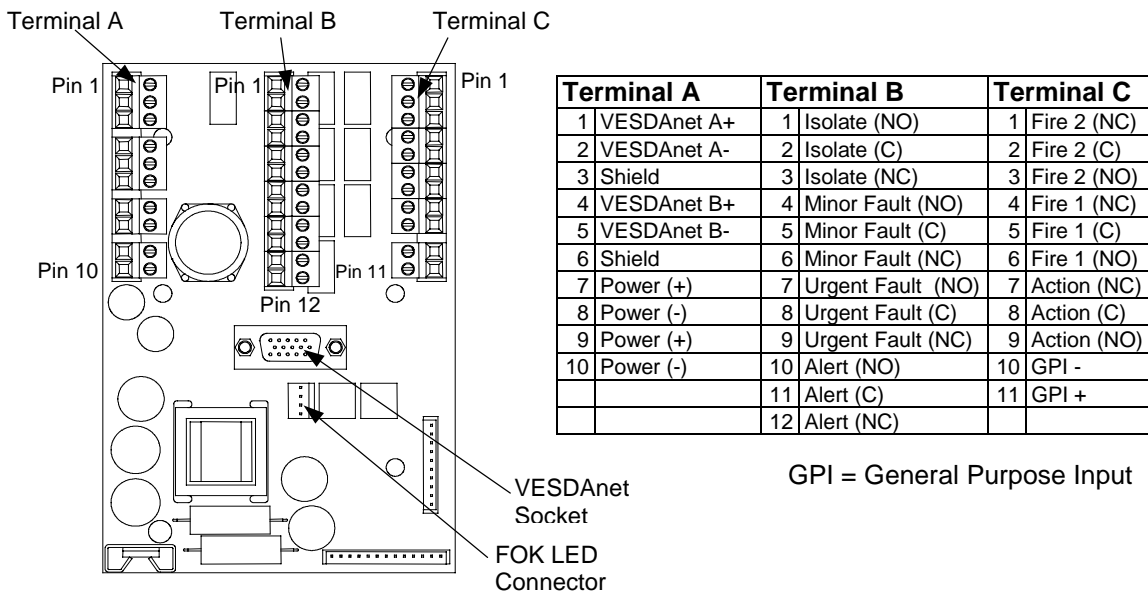 Terminal A Terminal B Terminal C
Pin 1 Pin 1 Pin 1
Pin 10 Pin 12 Pin 11
VESDAnet
Socket
FOK LED
Connector
Terminal A Terminal B Terminal C
1 VESDAnet A+ 1 Isolate (NO) 1 Fire 2 (NC)
2 VESDAnet A- 2 Isolate (C) 2 Fire 2 (C)
3 Shield 3 Isolate (NC) 3 Fire 2 (NO)
4 VESDAnet B+ 4 Minor Fault (NO) 4 Fire 1 (NC)
5 VESDAnet B- 5 Minor Fault (C) 5 Fire 1 (C)
6 Shield 6 Minor Fault (NC) 6 Fire 1 (NO)
7 Power (+) 7 Urgent Fault (NO) 7 Action (NC)
8 Power (-) 8 Urgent Fault (C) 8 Action (C)
9 Power (+) 9 Urgent Fault (NC) 9 Action (NO)
10 Power (-) 10 Alert (NO) 10 GPI -
11 Alert (C) 11 GPI +
12 Alert (NC)
GPI = General Purpose Input